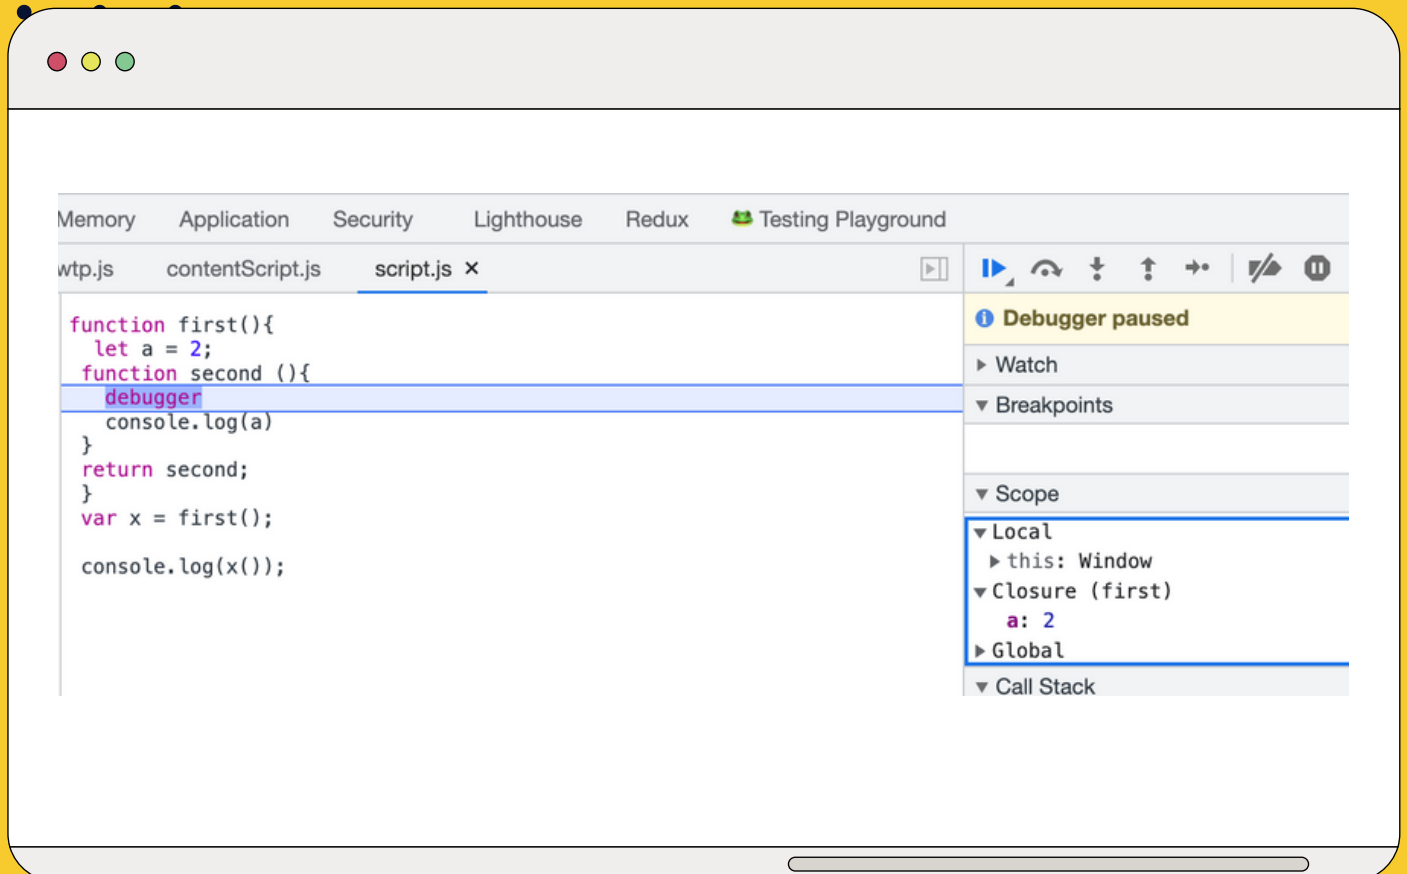 Memory Application Security Lighthouse Redux Testing Playground
wtp.js contentScript.js script.js ×
function first(){
let a = 2;
function second (){
debugger
console.log(a)
}
return second;
}
var x = first();
console.log(x());
Debugger paused
Watch
Breakpoints
Scope
Local
this: Window
Closure (first)
a: 2
Global
Call Stack